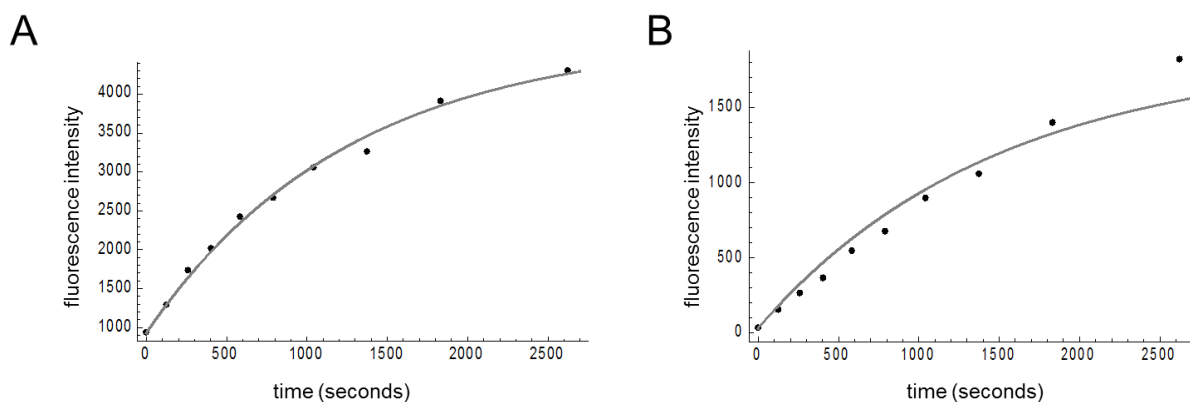 A
fluorescence intensity
4000
3500
3000
2500
2000
1500
1000
0 500 1000 1500 2000 2500
time (seconds)
B
fluorescence intensity
1500
1000
500
0
0 500 1000 1500 2000 2500
time (seconds)